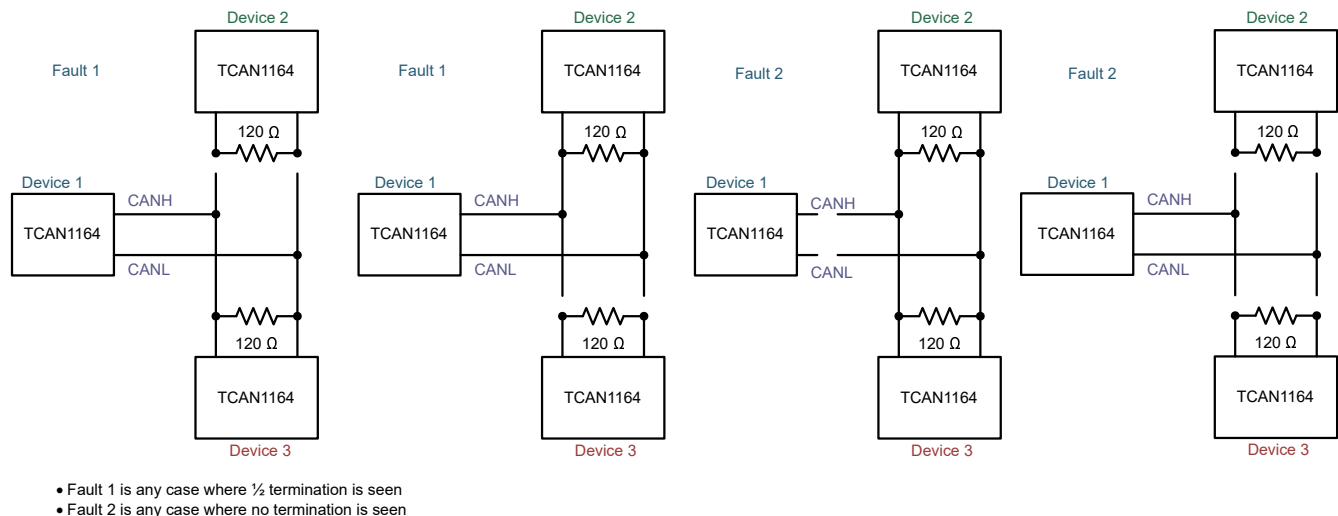 Device 2
Fault 1
TCAN1164
120 Ω
Device 1
CANH
TCAN1164
CANL
120 Ω
TCAN1164
Device 3
Device 2
Fault 1
TCAN1164
120 Ω
Device 1
CANH
TCAN1164
CANL
120 Ω
TCAN1164
Device 3
Device 2
Fault 2
TCAN1164
120 Ω
Device 1
CANH
TCAN1164
CANL
120 Ω
TCAN1164
Device 3
Device 2
Fault 2
TCAN1164
120 Ω
Device 1
CANH
TCAN1164
CANL
120 Ω
TCAN1164
Device 3
• Fault 1 is any case where ½ termination is seen
• Fault 2 is any case where no termination is seen